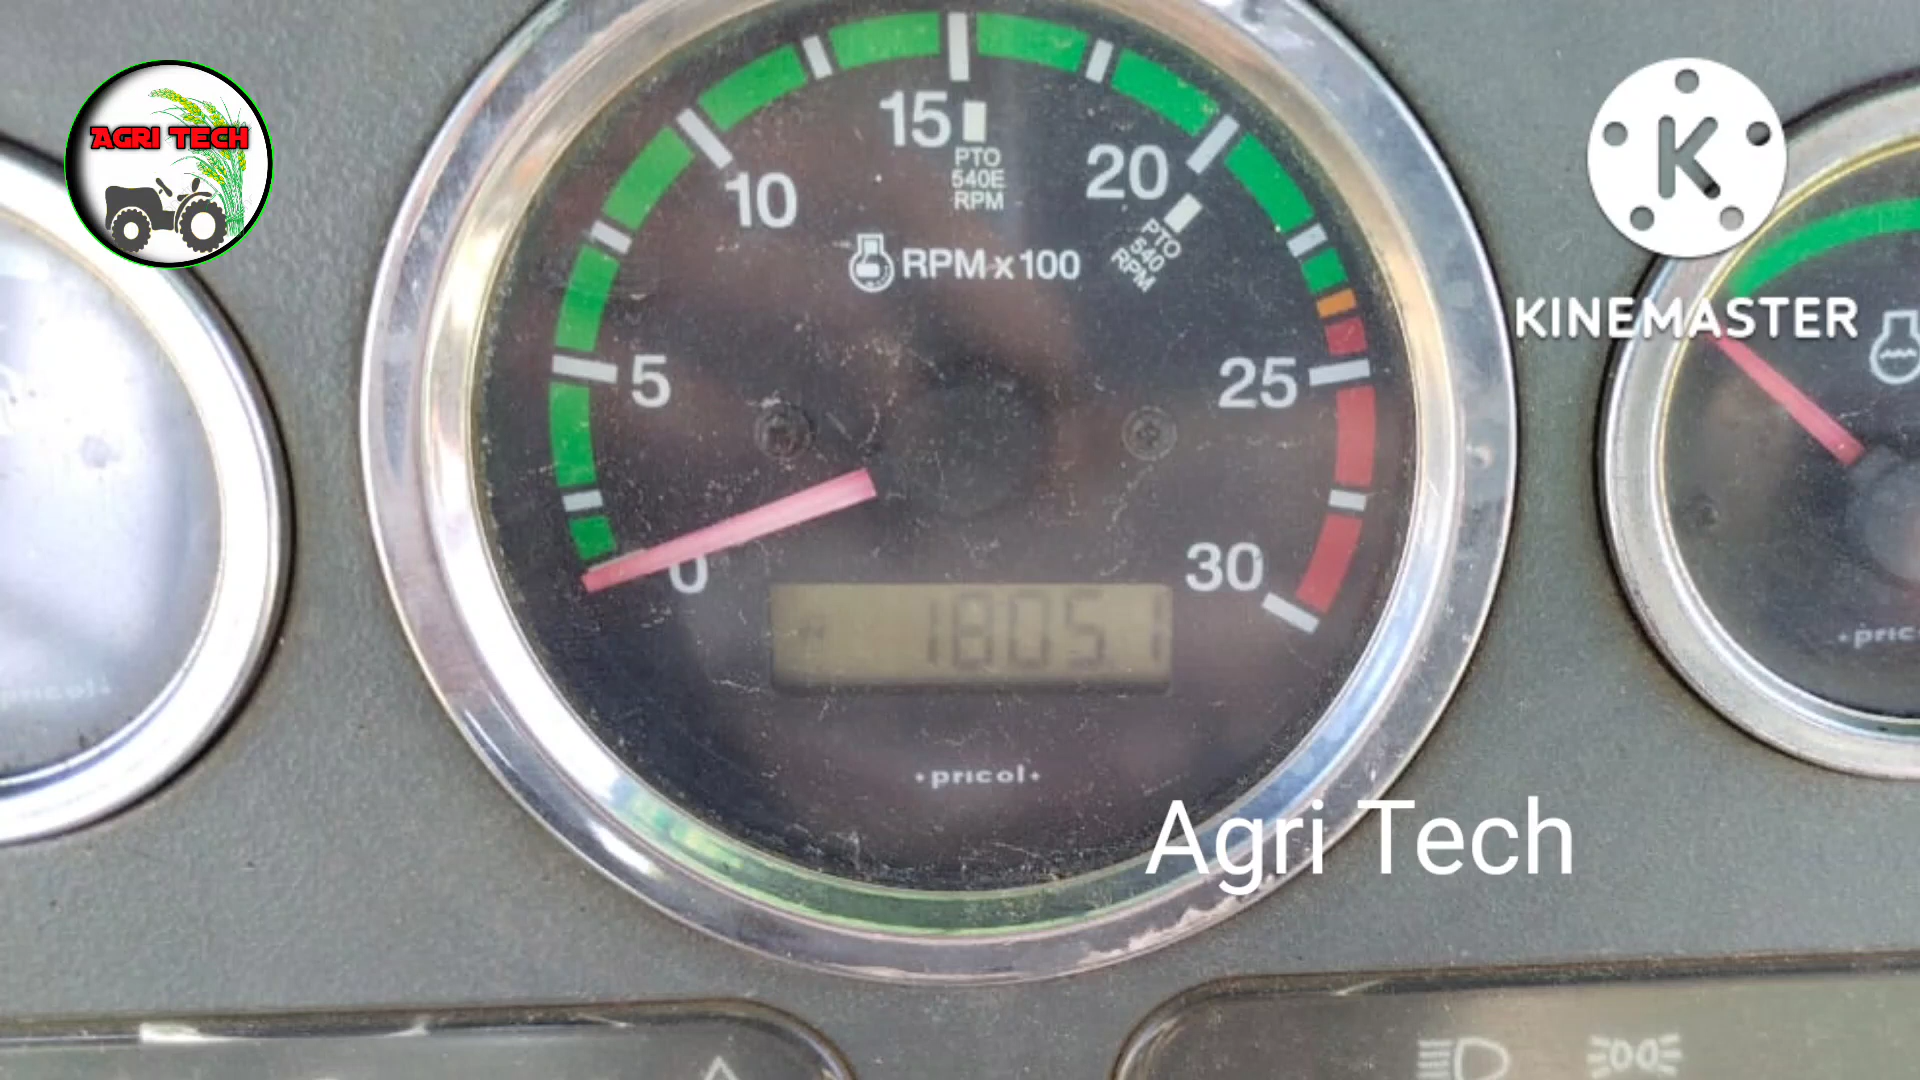 AGRI TECH
KINEMASTER
15
PTO
540E
RPM
10
20
PTO
540
RPM
RPM x 100
5
25
0
30
18051
pricol
pricol
Agri Tech